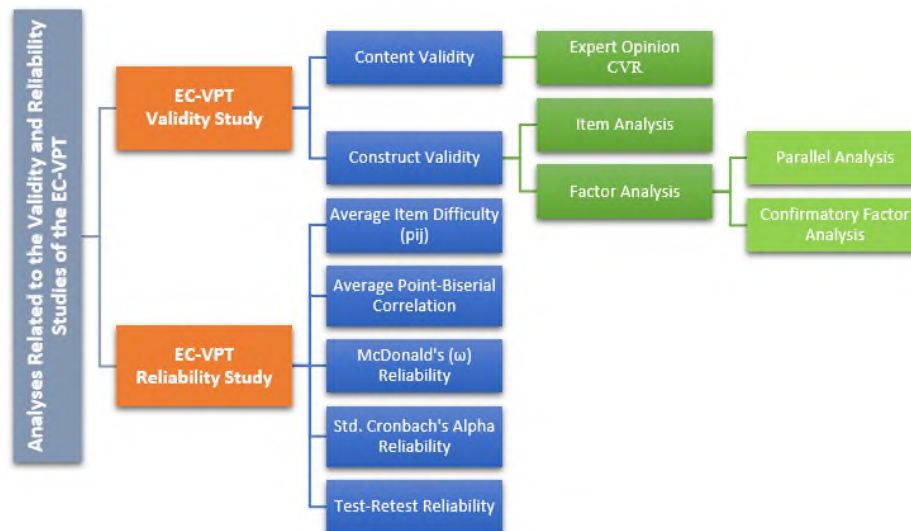 Analyses Related to the Validity and Reliability
Studies of the EC-VPT
EC-VPT
Validity Study
Content Validity
Expert Opinion
CVR
Construct Validity
Item Analysis
Factor Analysis
Parallel Analysis
Confirmatory Factor
Analysis
EC-VPT
Reliability Study
Average Item Difficulty
(pij)
Average Point-Biserial
Correlation
McDonald's (ω)
Reliability
Std. Cronbach's Alpha
Reliability
Test-Retest Reliability